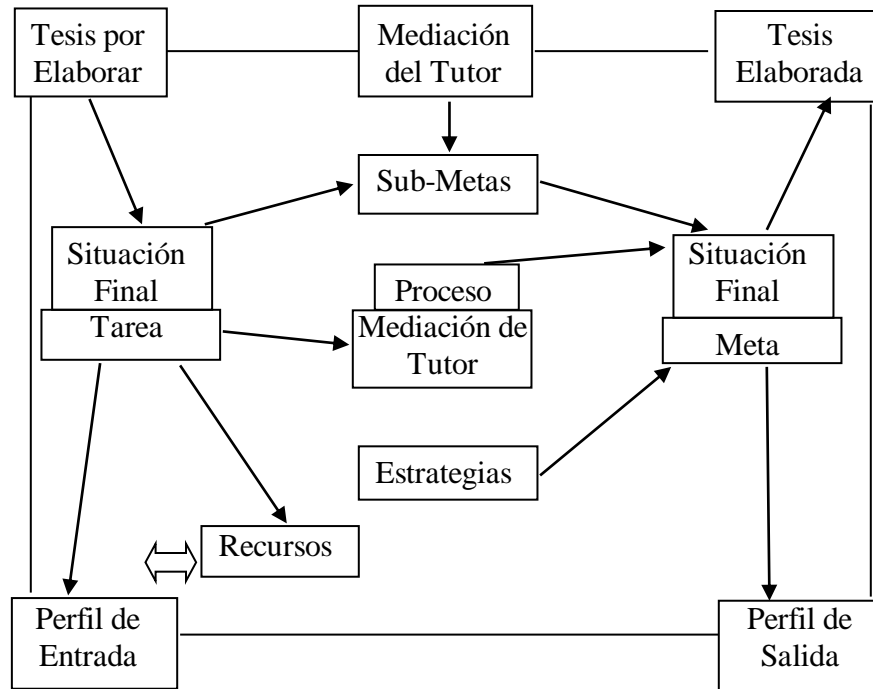 Tesis por
Elaborar
Mediación
del Tutor
Tesis
Elaborada
Sub-Metas
Situación
Final
Tarea
Proceso
Mediación de
Tutor
Situación
Final
Meta
Estrategias
Recursos
Perfil de
Entrada
Perfil de
Salida